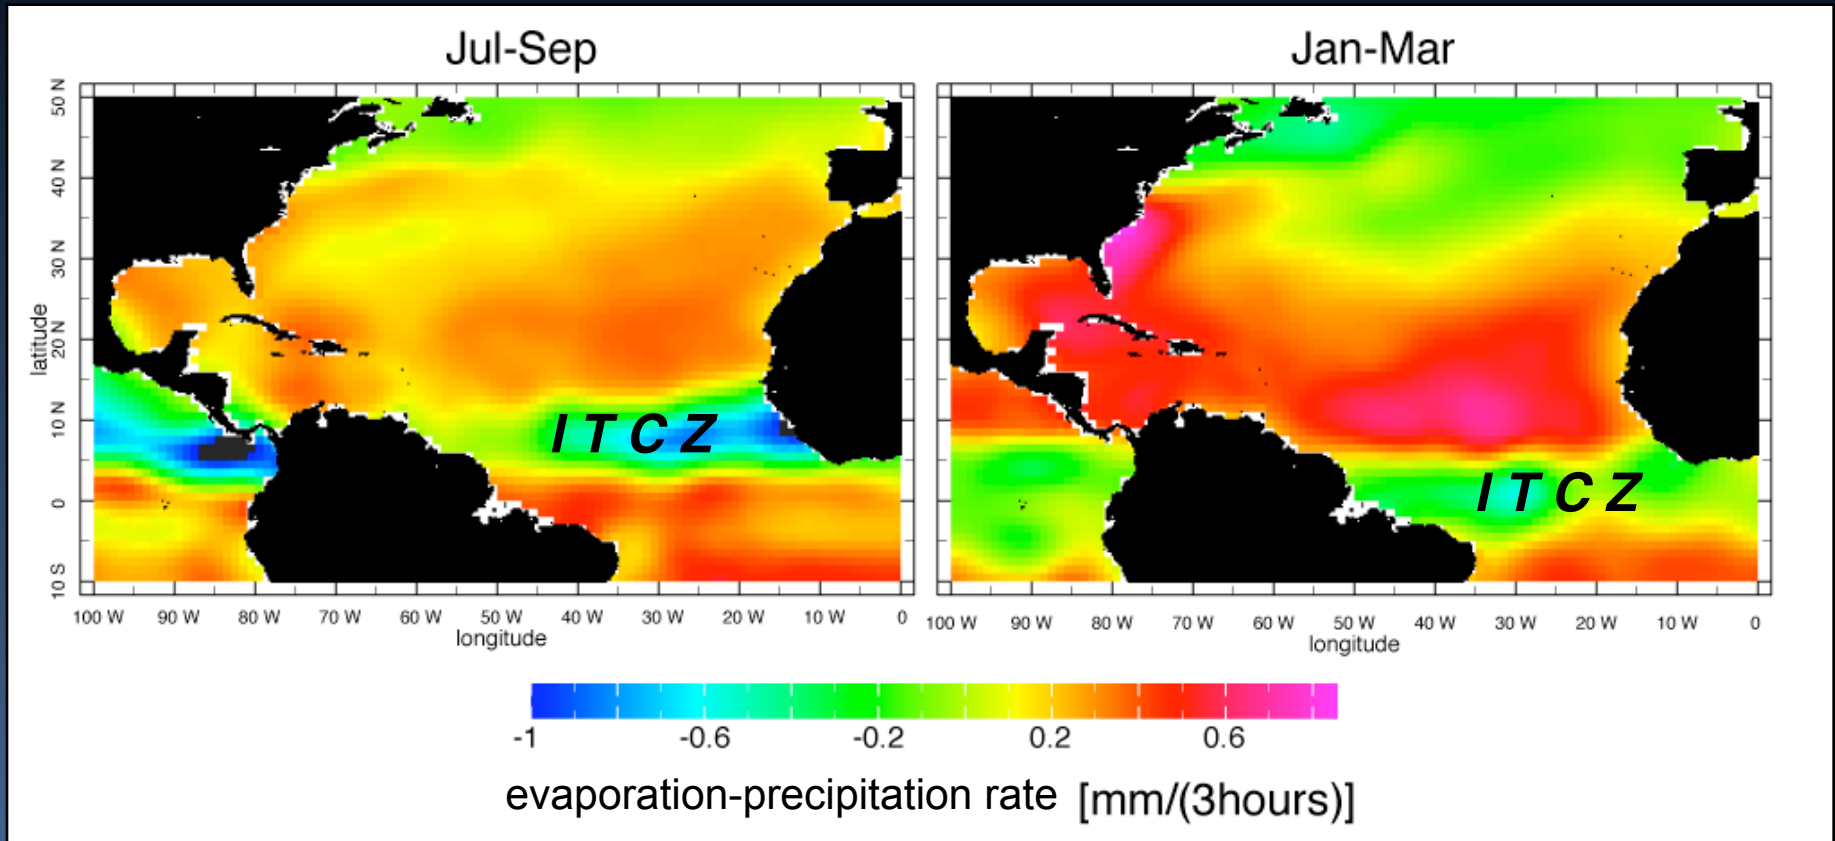 Jul-Sep
Jan-Mar
50 N
40 N
30 N
20 N
10 N
0
10 S
latitude
I T C Z
I T C Z
100 W 90 W 80 W 70 W 60 W 50 W 40 W 30 W 20 W 10 W 0
longitude
100 W 90 W 80 W 70 W 60 W 50 W 40 W 30 W 20 W 10 W 0
longitude
-1 -0.6 -0.2 0.2 0.6
evaporation-precipitation rate [mm/(3hours)]